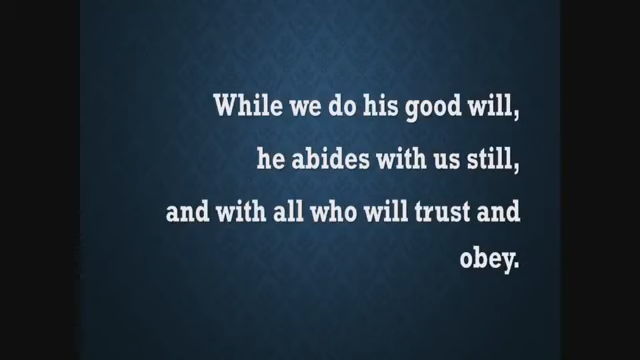 While we do his good will,
he abides with us still,
and with all who will trust and
obey.